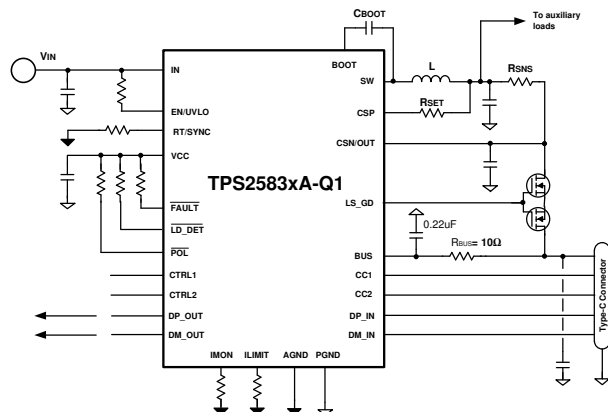 CBOOT
To auxiliary
loads
VIN
BOOT
IN
SW
L
RSNS
EN/UVLO
CSP
RSET
RT/SYNC
CSN/OUT
VCC
TPS2583xA-Q1
FAULT
LS_GD
LD_DET
0.22uF
POL
BUS
RBUS= 10Ω
CTRL1
CC1
CTRL2
CC2
DP_OUT
DP_IN
DM_OUT
DM_IN
Type-C Connector
IMON
ILIMIT
AGND
PGND